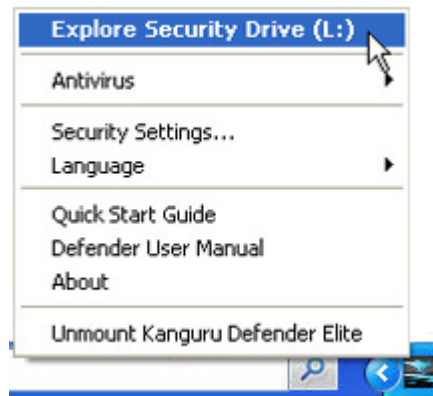 Explore Security Drive (L:)
Antivirus
Security Settings...
Language
Quick Start Guide
Defender User Manual
About
Unmount Kanguru Defender Elite